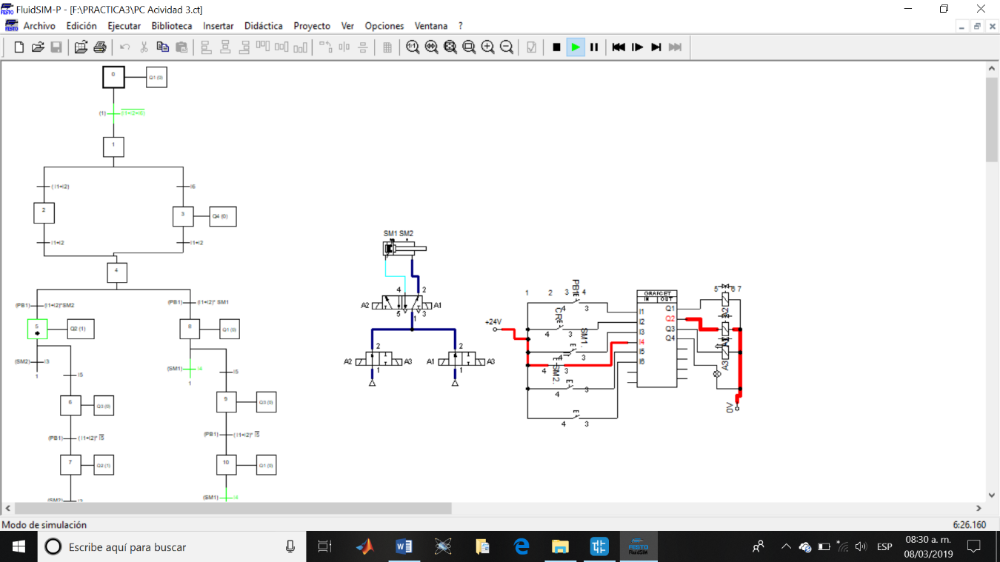 FluidSIM-P - [F:\PRACTICA3\PC Acividad 3.ct]
Archivo Edición Ejecutar Biblioteca Insertar Didáctica Proyecto Ver Opciones Ventana ?
0 Q1 (0)
(1) (I1+I2+I6)
1
(I1+I2) I6
2 3 Q4 (0)
I1+I2 I1+I2
4
(PB1) (I1+I2)*SM2 (PB1) (I1+I2)* SM1
5 Q2 (1) 8 Q1 (0)
(SM2) I3 (SM1) I4
1 I5 1 I5
6 Q3 (0) 9 Q3 (0)
(PB1) (I1+I2)* I5 (PB1) (I1+I2)* I5
7 Q2 (1) 10 Q1 (0)
(SM2) I3 (SM1) I4
SM1 SM2
4 2
A2 A1
5 1 3
2 2
A2 A3 A1 A3
1 1
1 2 3 4 PB1
+24V
4 3
CR
4 3
SM1.
3
4 3
SM2.
4 3
4 3
GRAFCET
IN OUT
I1 Q1
I2 Q2
I3 Q3
I4 Q4
I5
I6
5 6 7
A3
0V
Modo de simulación 6:26.160
Escribe aquí para buscar
FESTO
FluidSIM
ESP
08:30 a. m.
08/03/2019